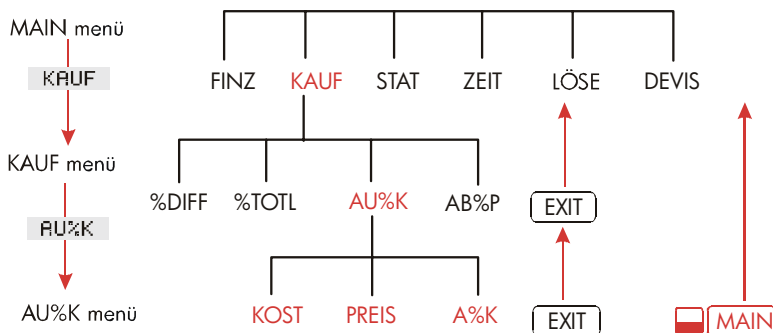 MAIN menü
KAUF
FINZ KAUF STAT ZEIT LÖSE DEVIS
KAUF menü
%DIFF %TOTL AU%K AB%P EXIT
AU%K
AU%K menü
KOST PREIS A%K EXIT MAIN